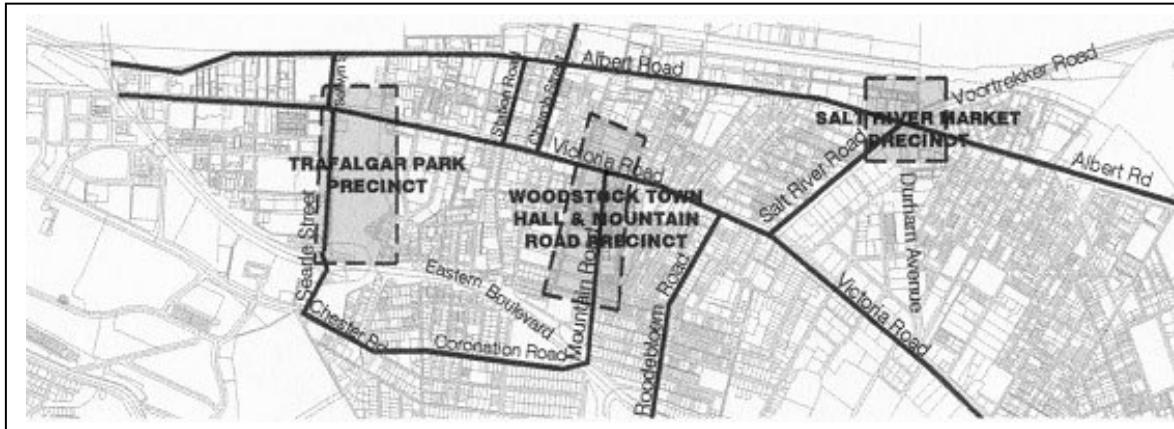 Albert Road
Voortrekker Road
Station Road
Church Street
SALT RIVER MARKET
PRECINCT
Victoria Road
TRAFALGAR PARK
PRECINCT
Albert Rd
Salt River Road
Searle Street
WOODSTOCK TOWN
HALL & MOUNTAIN
ROAD PRECINCT
Durham Avenue
Eastern Boulevard
Mountain Road
Roodebloem Road
Victoria Road
Chester Rd
Coronation Road